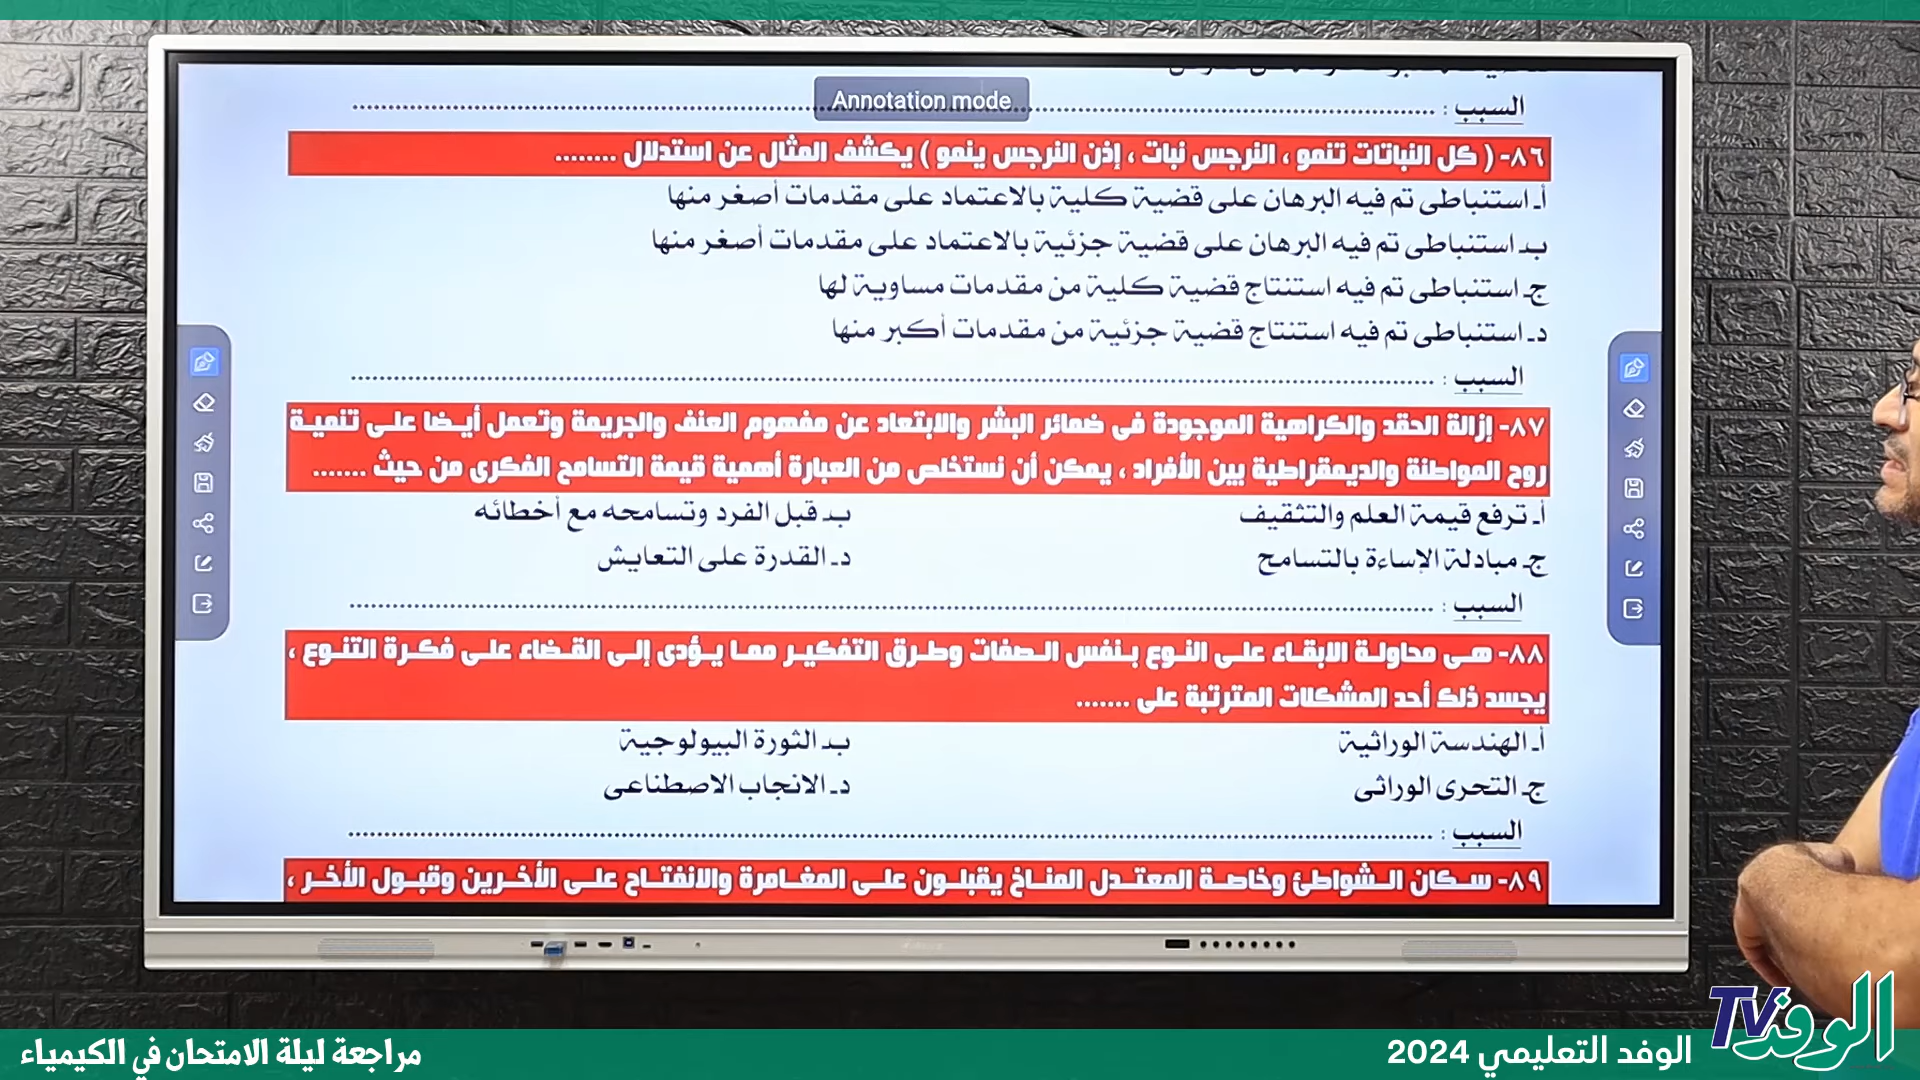 Annotation mode
السبب : ........................................
٨٦- ( كل النباتات تنمو ، النرجس نبات ، إذن النرجس ينمو ) يكشف المثال عن استدلال ........
أ. استنباطى تم فيه البرهان على قضية كلية بالاعتماد على مقدمات أصغر منها
بـ استنباطى تم فيه البرهان على قضية جزئية بالاعتماد على مقدمات أصغر منها
جـ استنباطى تم فيه استنتاج قضية كلية من مقدمات مساوية لها
د. استنباطى تم فيه استنتاج قضية جزئية من مقدمات أكبر منها
السبب : ........................................
٨٧- إزالة الحقد والكراهية الموجودة فى ضمائر البشر والابتعاد عن مفهوم العنف والجريمة وتعمل أيضا على تنمية
روح المواطنة والديمقراطية بين الأفراد ، يمكن أن نستخلص من العبارة أهمية قيمة التسامح الفكرى من حيث .......
أ. ترفع قيمة العلم والتثقيف بـ قبل الفرد وتسامحه مع أخطائه
جـ مبادلة الإساءة بالتسامح د. القدرة على التعايش
السبب : ........................................
٨٨- هى محاولة الابقاء على النوع بنفس الصفات وطرق التفكير مما يؤدى إلى القضاء على فكرة التنوع ،
يجسد ذلك أحد المشكلات المترتبة على .......
أ. الهندسة الوراثية بـ الثورة البيولوجية
جـ التحرى الوراثى د. الانجاب الاصطناعى
السبب : ........................................
٨٩- سكان الشواطئ وخاصة المعتدل المناخ يقبلون على المغامرة والانفتاح على الأخرين وقبول الأخر ،
الوفد TV
الوفد التعليمي 2024
مراجعة ليلة الامتحان في الكيمياء